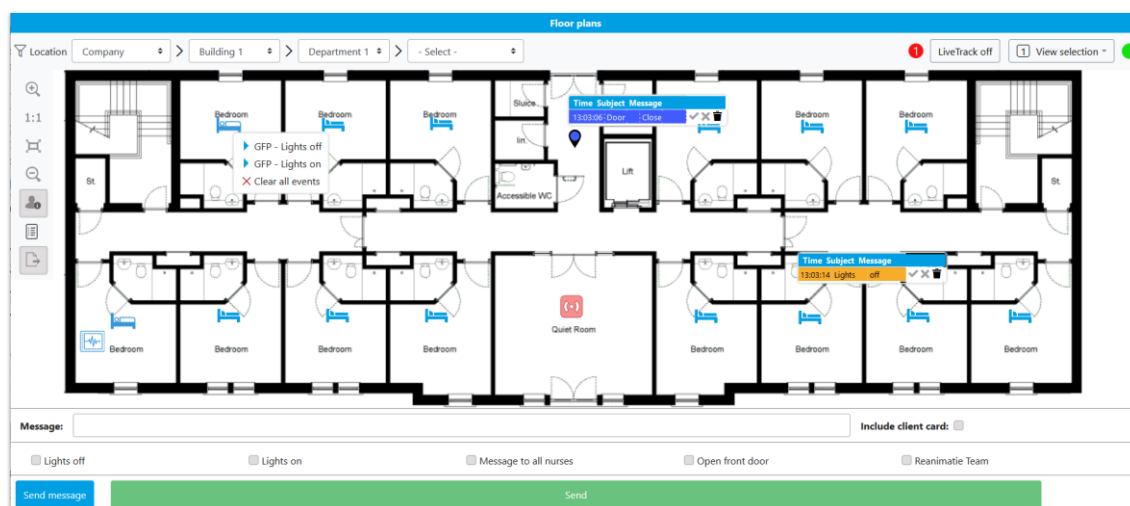 Floor plans
Location Company Building 1 Department 1 - Select - 1 LiveTrack off 1 View selection
1:1
Bedroom Bedroom Bedroom Sluice Bedroom Bedroom
Time Subject Message
13:03:06 Door Close
GFP - Lights off
GFP - Lights on
Clear all events
lin.
St. Lift St.
Accessible WC
Time Subject Message
13:03:14 Lights off
Quiet Room
Bedroom Bedroom Bedroom Bedroom Bedroom Bedroom Bedroom Bedroom
Message: Include client card:
Lights off Lights on Message to all nurses Open front door Reanimatie Team
Send message Send